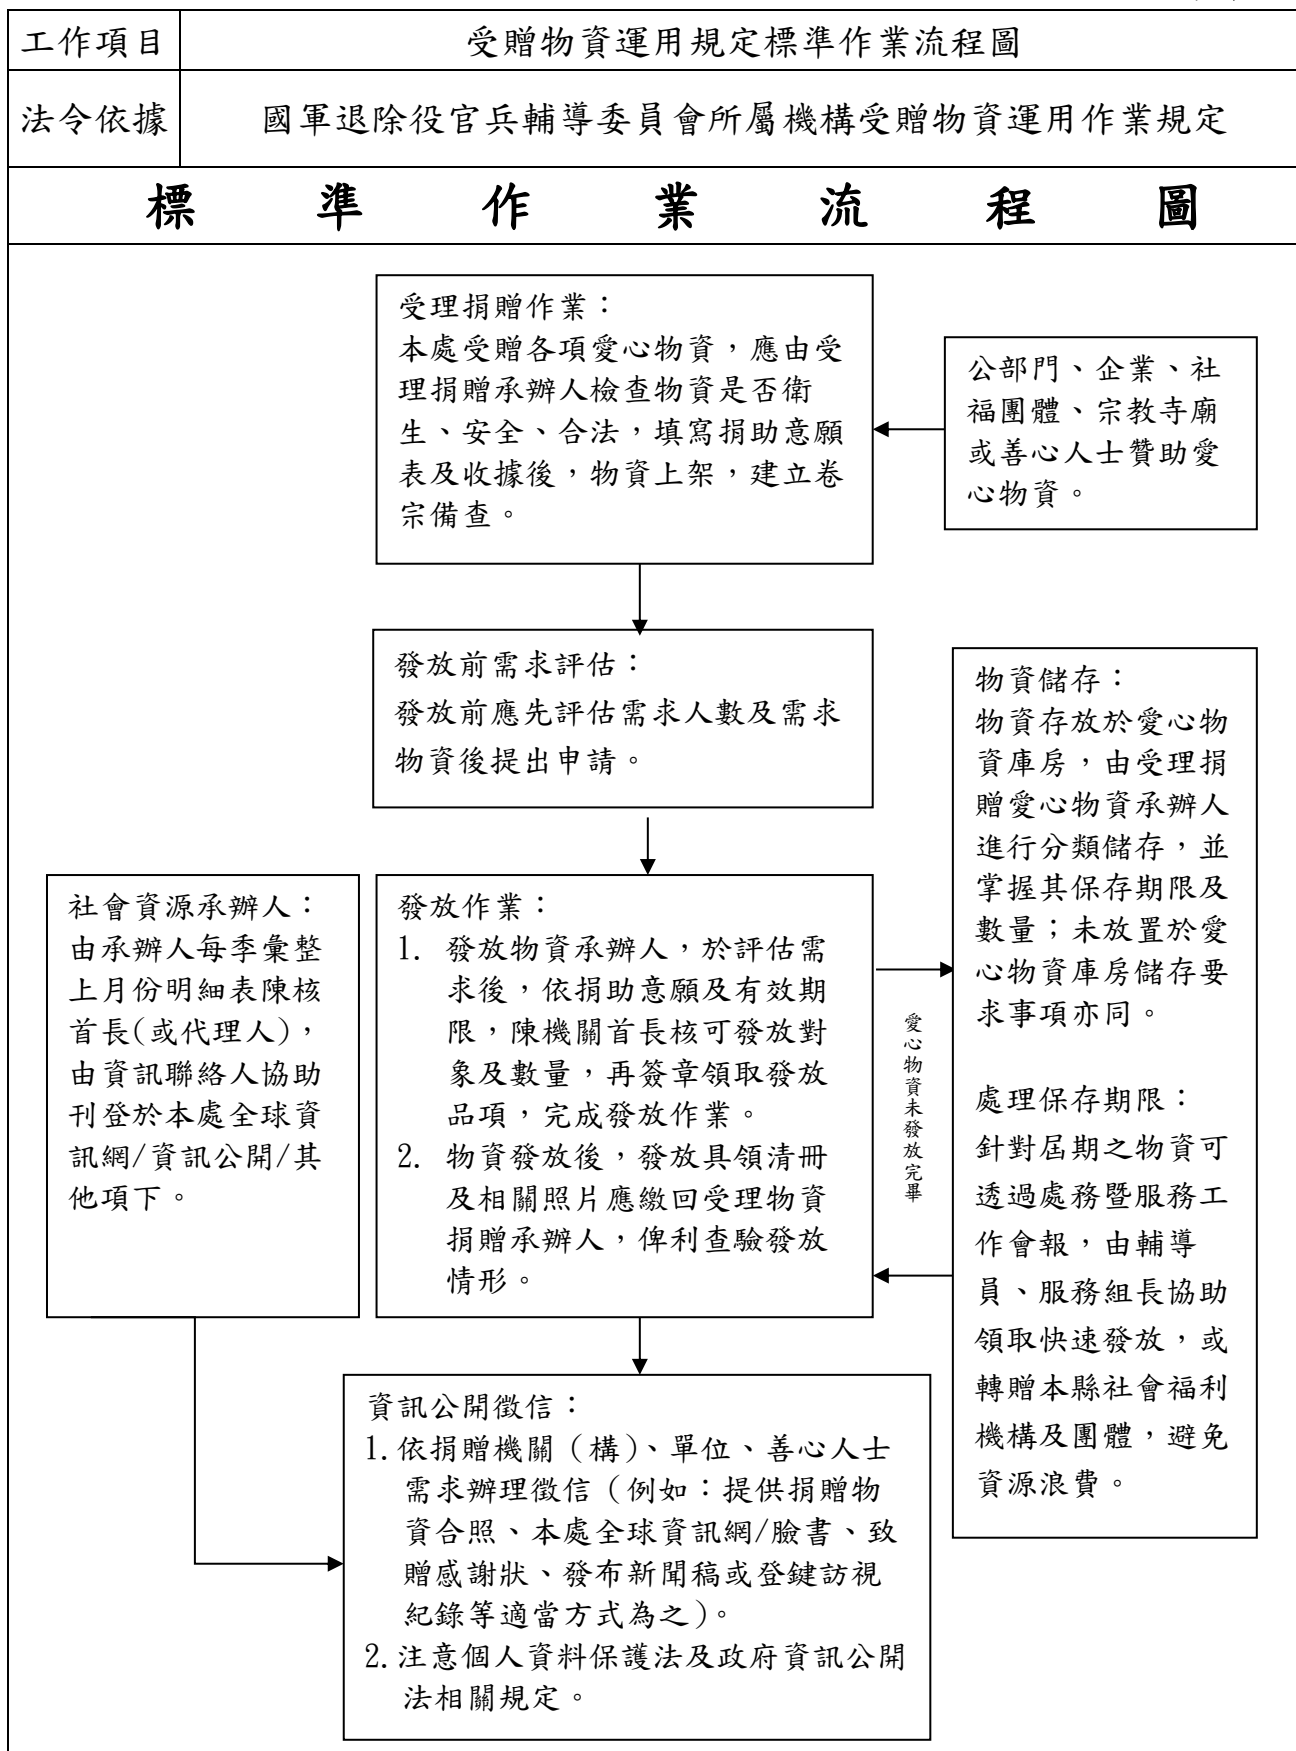 工作項目
受贈物資運用規定標準作業流程圖
法令依據
國軍退除役官兵輔導委員會所屬機構受贈物資運用作業規定
標準作業流程圖
受理捐贈作業：
本處受贈各項愛心物資，應由受
理捐贈承辦人檢查物資是否衛
生、安全、合法，填寫捐助意願
表及收據後，物資上架，建立卷
宗備查。
公部門、企業、社
福團體、宗教寺廟
或善心人士贊助愛
心物資。
發放前需求評估：
發放前應先評估需求人數及需求
物資後提出申請。
物資儲存：
物資存放於愛心物
資庫房，由受理捐
贈愛心物資承辦人
進行分類儲存，並
掌握其保存期限及
數量；未放置於愛
心物資庫房儲存要
求事項亦同。
處理保存期限：
針對屆期之物資可
透過處務暨服務工
作會報，由輔導
員、服務組長協助
領取快速發放，或
轉贈本縣社會福利
機構及團體，避免
資源浪費。
社會資源承辦人：
由承辦人每季彙整
上月份明細表陳核
首長(或代理人)，
由資訊聯絡人協助
刊登於本處全球資
訊網/資訊公開/其
他項下。
發放作業：
1. 發放物資承辦人，於評估需
求後，依捐助意願及有效期
限，陳機關首長核可發放對
象及數量，再簽章領取發放
品項，完成發放作業。
2. 物資發放後，發放具領清冊
及相關照片應繳回受理物資
捐贈承辦人，俾利查驗發放
情形。
愛心物資未發放完畢
資訊公開徵信：
1.依捐贈機關（構）、單位、善心人士
需求辦理徵信（例如：提供捐贈物
資合照、本處全球資訊網/臉書、致
贈感謝狀、發布新聞稿或登鍵訪視
紀錄等適當方式為之）。
2.注意個人資料保護法及政府資訊公開
法相關規定。